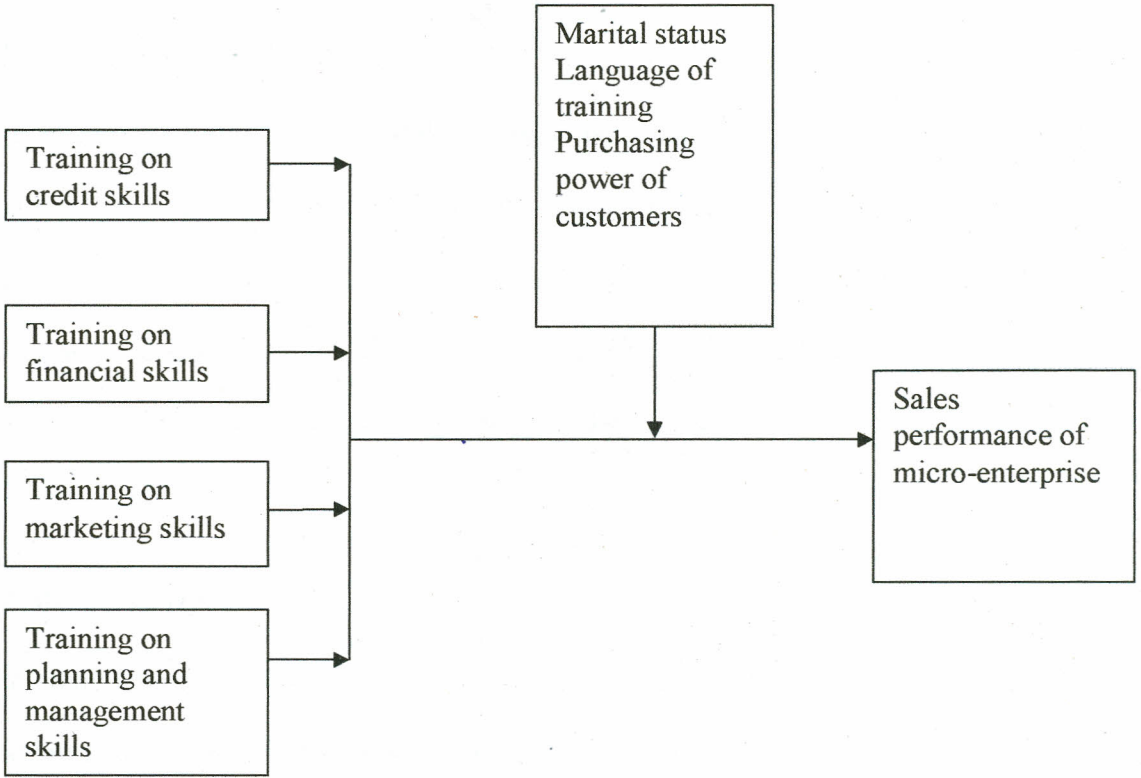 Marital status
Language of
training
Purchasing
power of
customers
Training on
credit skills
Training on
financial skills
Training on
marketing skills
Training on
planning and
management
skills
Sales
performance of
micro-enterprise